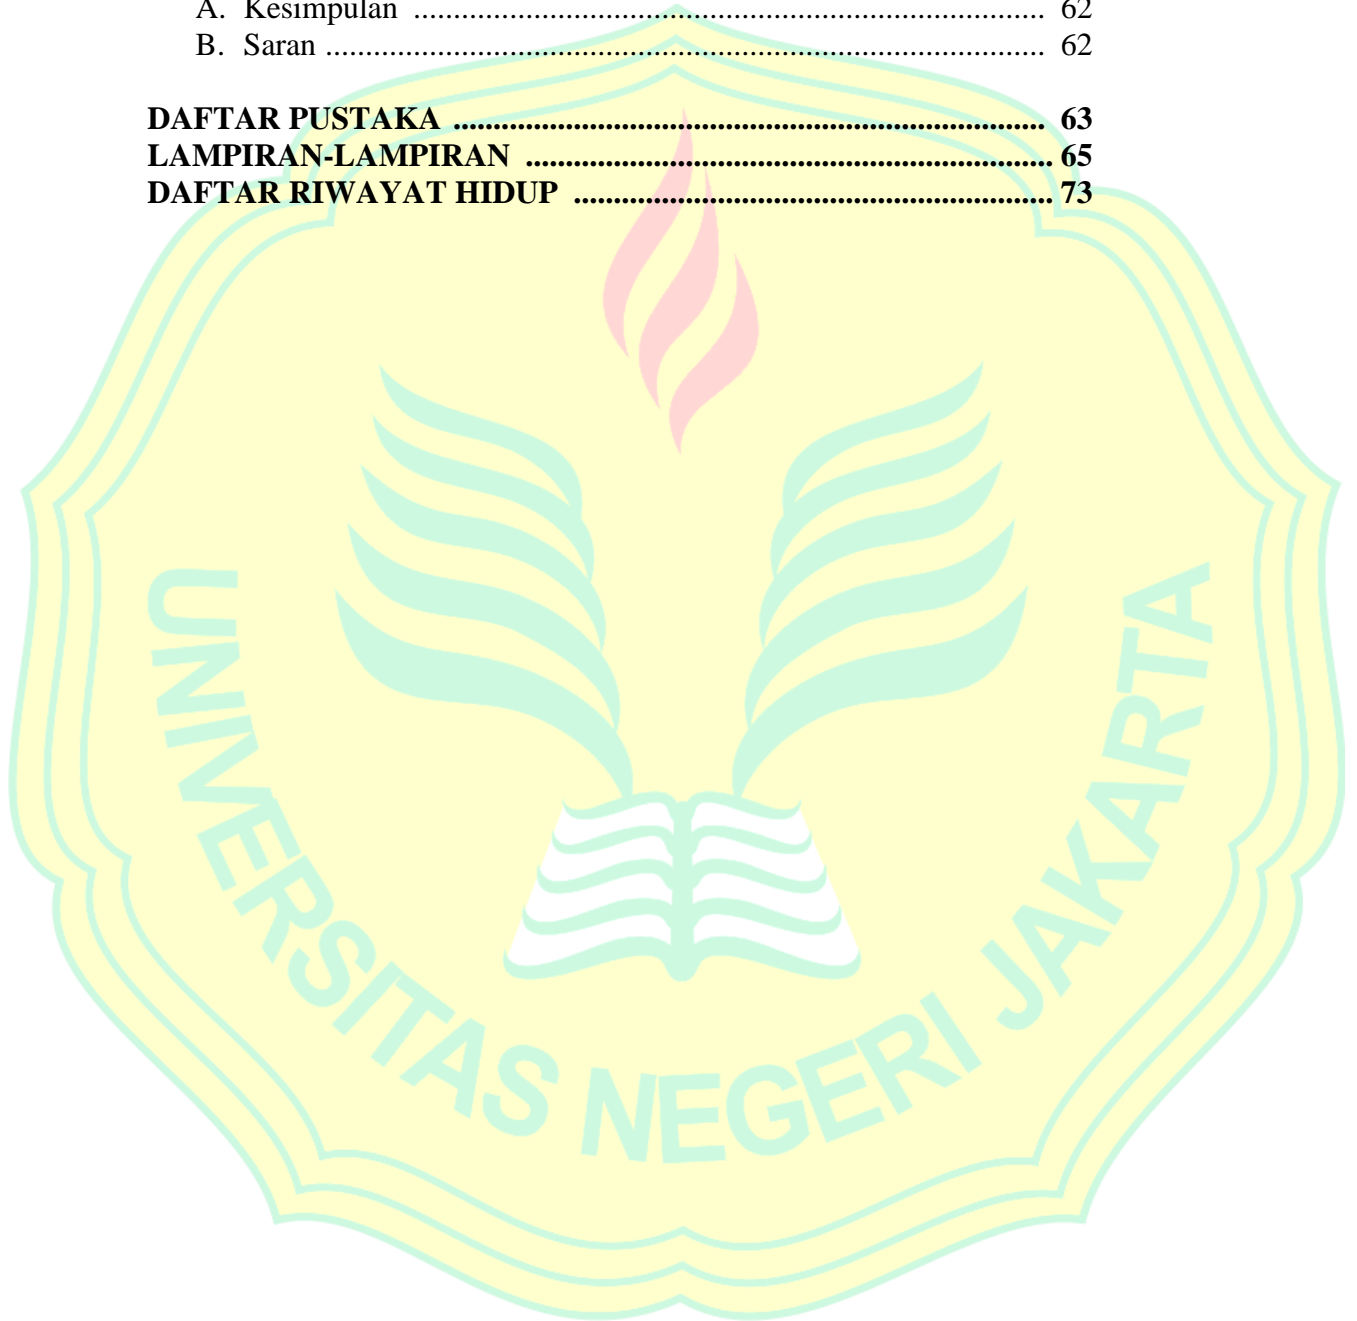 A. Kesimpulan ............................................................................... 62
B. Saran .......................................................................................... 62
DAFTAR PUSTAKA .......................................................................... 63
LAMPIRAN-LAMPIRAN .................................................................. 65
DAFTAR RIWAYAT HIDUP ............................................................ 73
UNIVERSITAS NEGERI JAKARTA